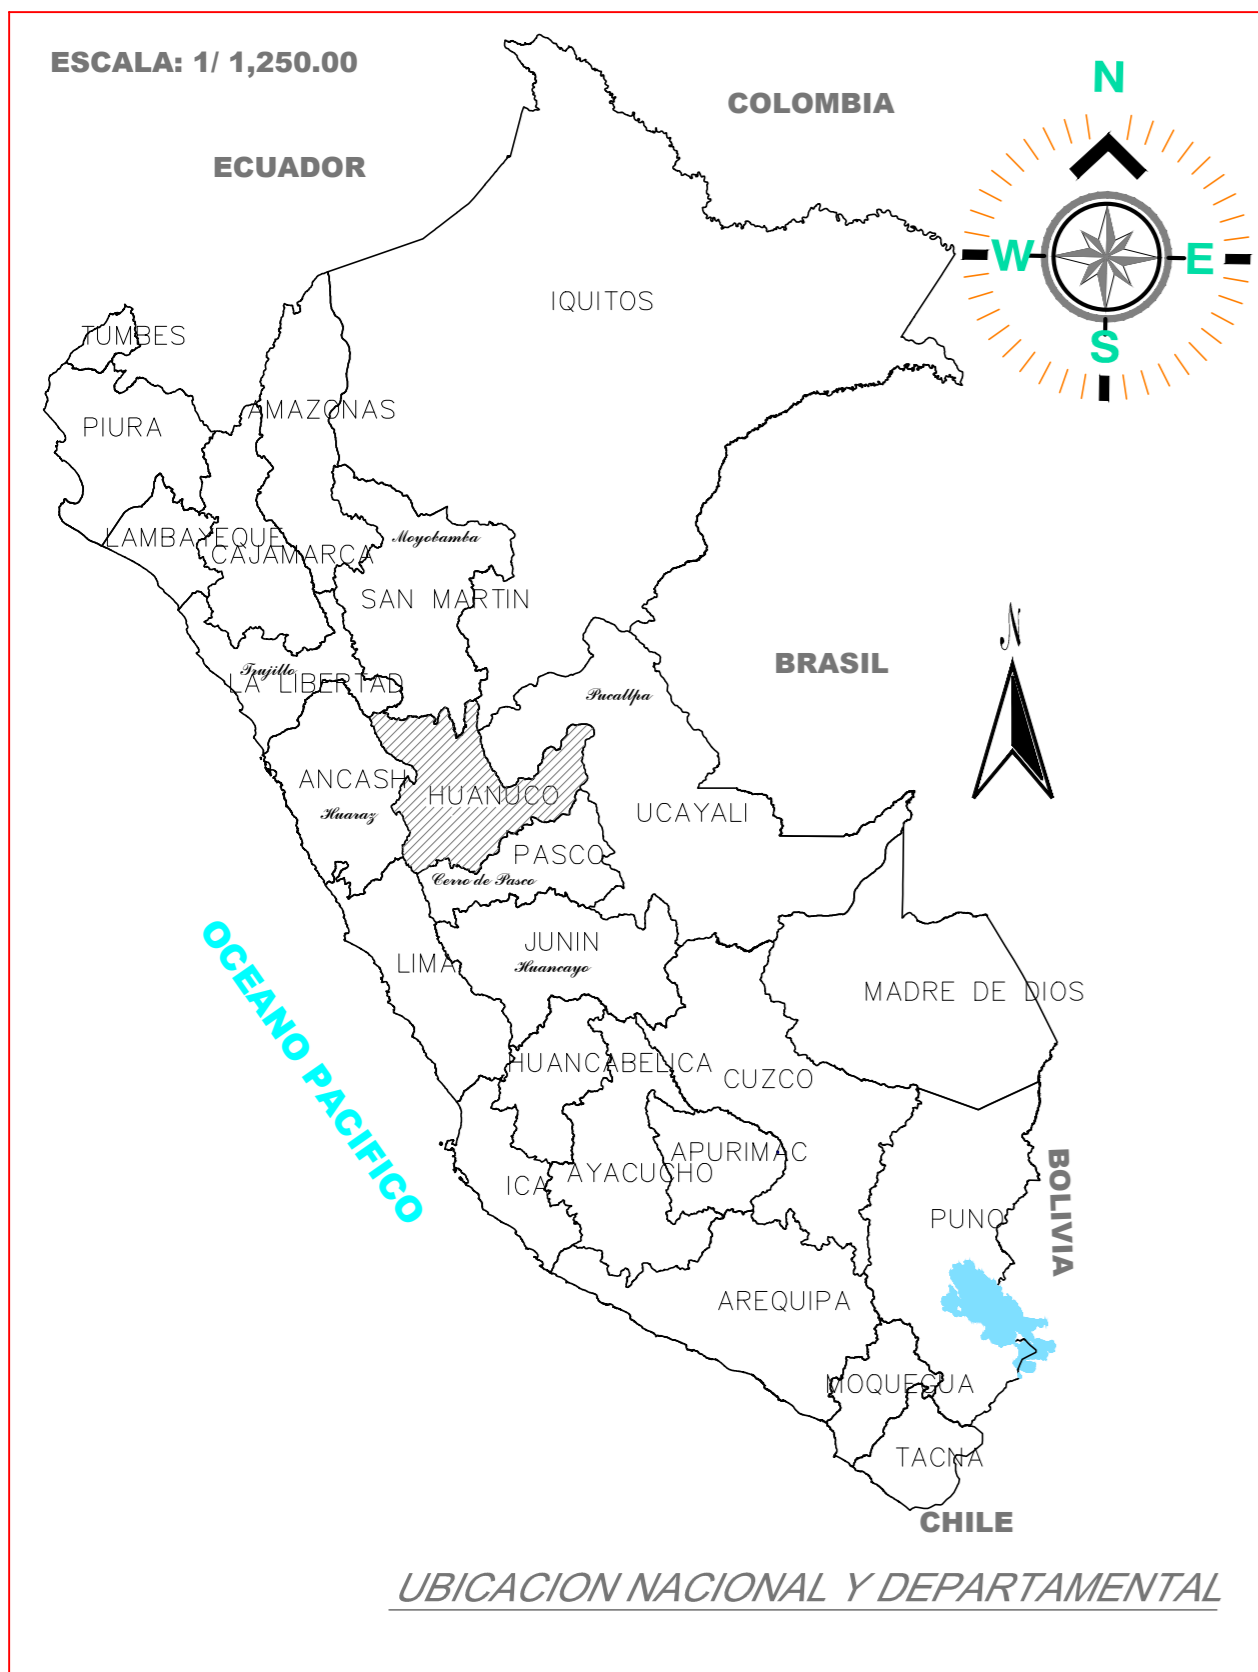 ESCALA: 1/ 1,250.00
N
COLOMBIA
ECUADOR
W
E
IQUITOS
S
TUMBES
AMAZONAS
PIURA
LAMBAYEQUE
Moyobamba
CAJAMARCA
SAN MARTIN
N
BRASIL
Trujillo
LA LIBERTAD
Pucallpa
ANCASH
HUANUCO
Huaraz
UCAYALI
PASCO
Cerro de Pasco
OCEANO PACIFICO
JUNIN
LIMA
Huancayo
MADRE DE DIOS
HUANCABELICA
CUZCO
APURIMAC
AYACUCHO
ICA
BOLIVIA
PUNO
AREQUIPA
MOQUEGUA
TACNA
CHILE
UBICACION NACIONAL Y DEPARTAMENTAL